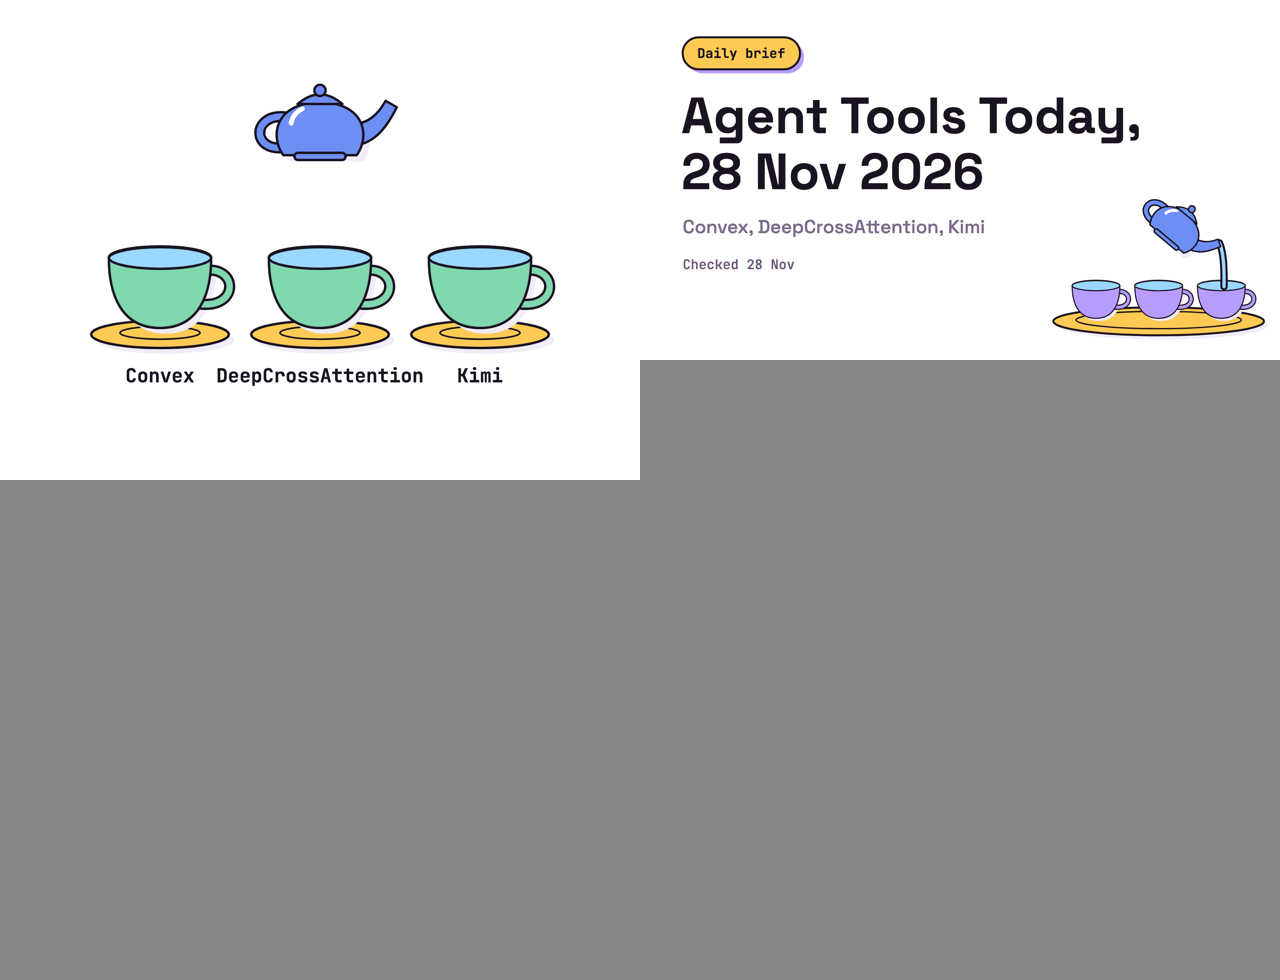 Convex
DeepCrossAttention
Kimi
Daily brief
Agent Tools Today,
28 Nov 2026
Convex, DeepCrossAttention, Kimi
Checked 28 Nov